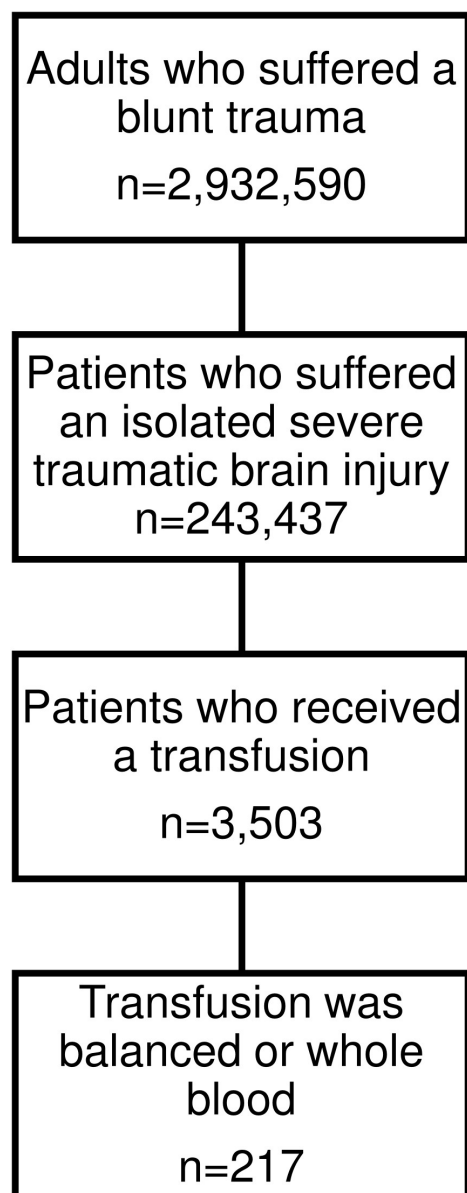 Adults who suffered a
blunt trauma
n=2,932,590
Patients who suffered
an isolated severe
traumatic brain injury
n=243,437
Patients who received
a transfusion
n=3,503
Transfusion was
balanced or whole
blood
n=217